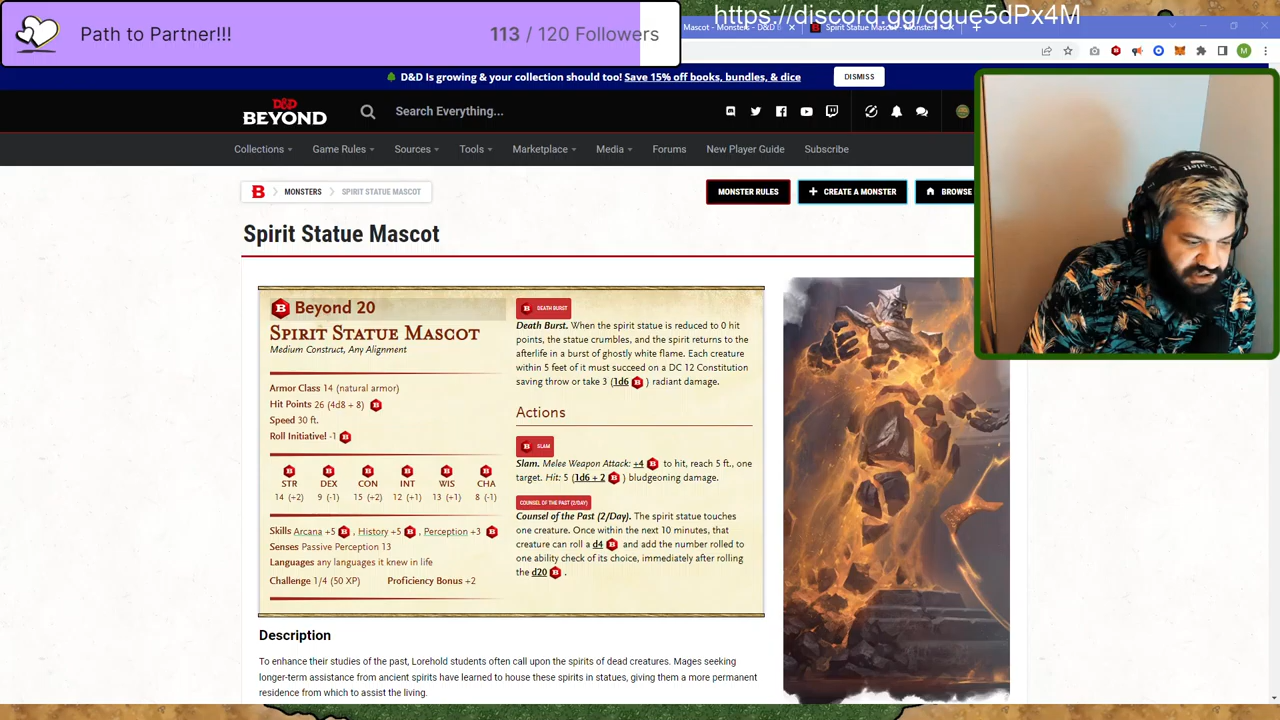 https://discord.gg/qgue5dPx4M
Path to Partner!!!
113 / 120 Followers
Mascot - Monsters - D&D
Spirit Statue Mascot - Monsters
D&D Is growing & your collection should too! Save 15% off books, bundles, & dice
DISMISS
D&D
BEYOND
Search Everything...
Collections
Game Rules
Sources
Tools
Marketplace
Media
Forums
New Player Guide
Subscribe
MONSTERS
SPIRIT STATUE MASCOT
MONSTER RULES
CREATE A MONSTER
BROWSE
Spirit Statue Mascot
Beyond 20
SPIRIT STATUE MASCOT
Medium Construct, Any Alignment
Armor Class 14 (natural armor)
Hit Points 26 (4d8 + 8)
Speed 30 ft.
Roll Initiative! -1
STR DEX CON INT WIS CHA
14 (+2) 9 (-1) 15 (+2) 12 (+1) 13 (+1) 8 (-1)
Skills Arcana +5 , History +5 , Perception +3
Senses Passive Perception 13
Languages any languages it knew in life
Challenge 1/4 (50 XP) Proficiency Bonus +2
DEATH BURST
Death Burst. When the spirit statue is reduced to 0 hit
points, the statue crumbles, and the spirit returns to the
afterlife in a burst of ghostly white flame. Each creature
within 5 feet of it must succeed on a DC 12 Constitution
saving throw or take 3 (1d6 ) radiant damage.
Actions
SLAM
Slam. Melee Weapon Attack: +4 to hit, reach 5 ft., one
target. Hit: 5 (1d6 + 2 ) bludgeoning damage.
COUNSEL OF THE PAST (2/DAY)
Counsel of the Past (2/Day). The spirit statue touches
one creature. Once within the next 10 minutes, that
creature can roll a d4 and add the number rolled to
one ability check of its choice, immediately after rolling
the d20 .
Description
To enhance their studies of the past, Lorehold students often call upon the spirits of dead creatures. Mages seeking
longer-term assistance from ancient spirits have learned to house these spirits in statues, giving them a more permanent
residence from which to assist the living.